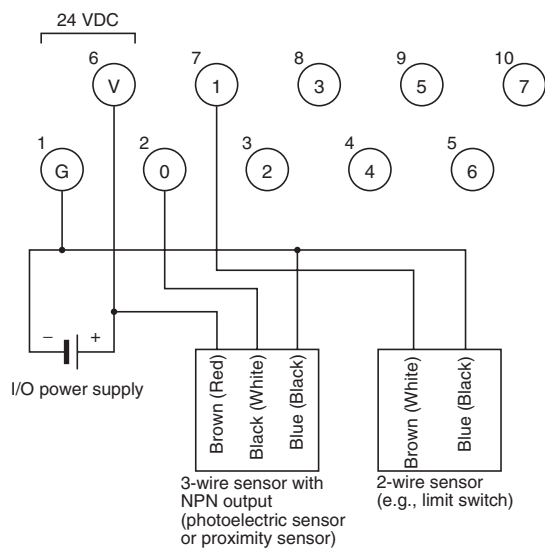 24 VDC
6 7 8 9 10
V 1 3 5 7
1 2 3 4 5
G 0 2 4 6
− +
I/O power supply
Brown (Red)
Black (White)
Blue (Black)
Brown (White)
Blue (Black)
3-wire sensor with
NPN output
(photoelectric sensor
or proximity sensor)
2-wire sensor
(e.g., limit switch)